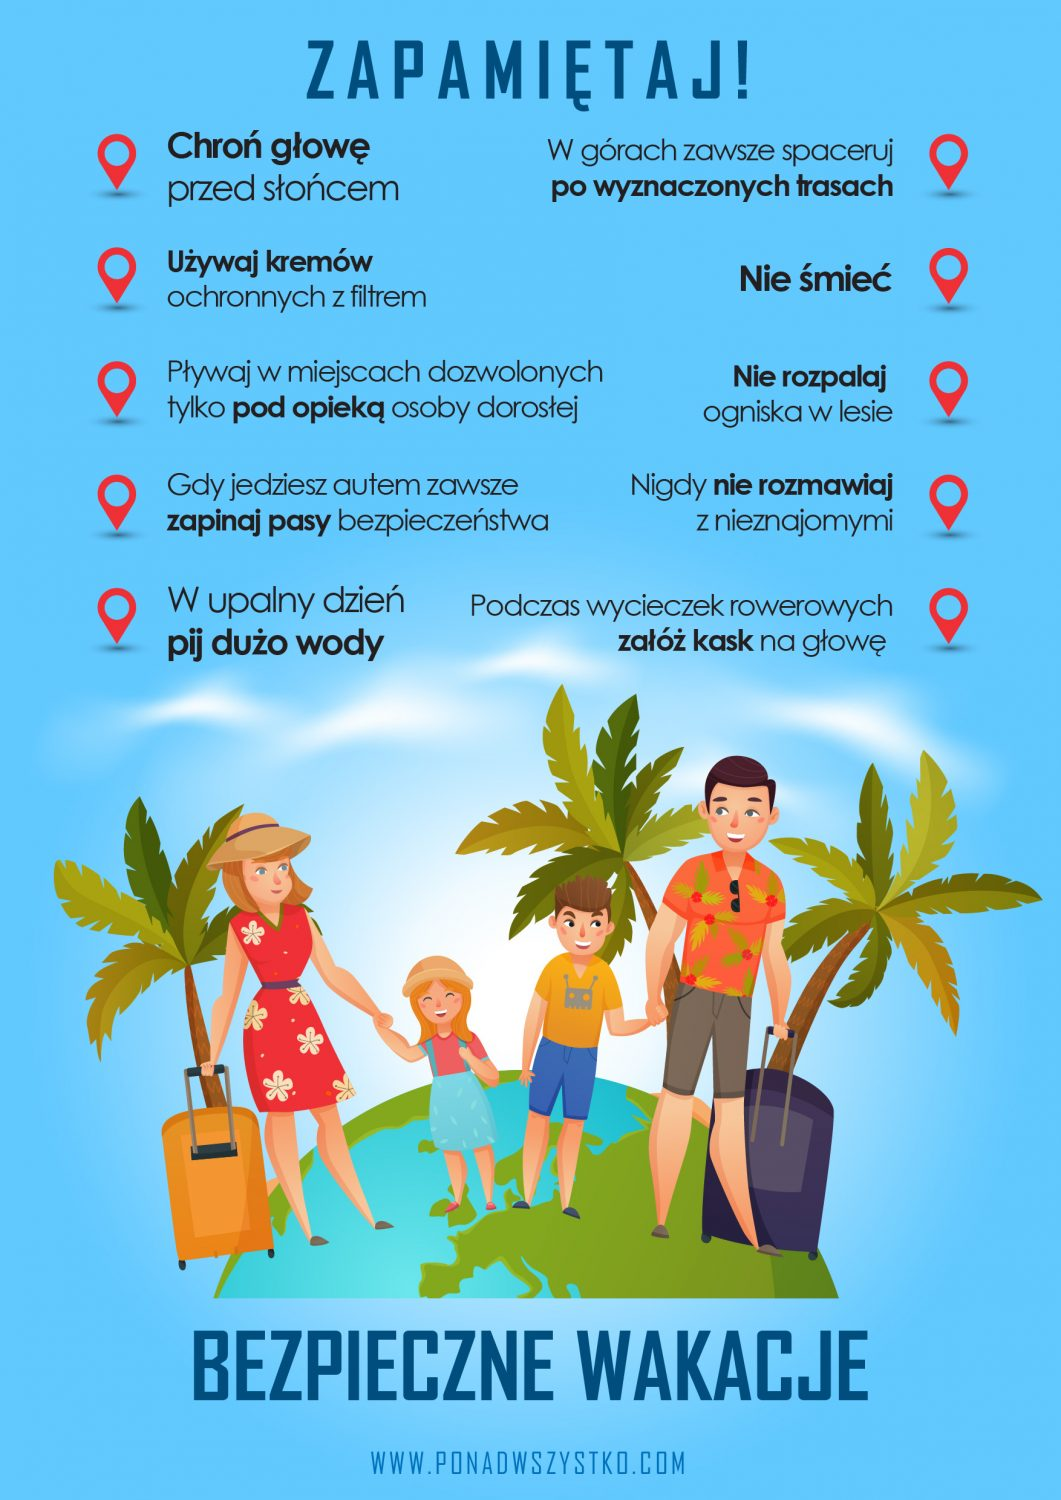 ZAPAMIĘTAJ!
Chroń głowę
przed słońcem
Używaj kremów
ochronnych z filtrem
Pływaj w miejscach dozwolonych
tylko pod opieką osoby dorosłej
Gdy jedziesz autem zawsze
zapinaj pasy bezpieczeństwa
W upalny dzień
pij dużo wody
W górach zawsze spaceruj
po wyznaczonych trasach
Nie śmieć
Nie rozpalaj
ogniska w lesie
Nigdy nie rozmawiaj
z nieznajomymi
Podczas wycieczek rowerowych
załóż kask na głowę
BEZPIECZNE WAKACJE
WWW.PONADWSZYSTKO.COM